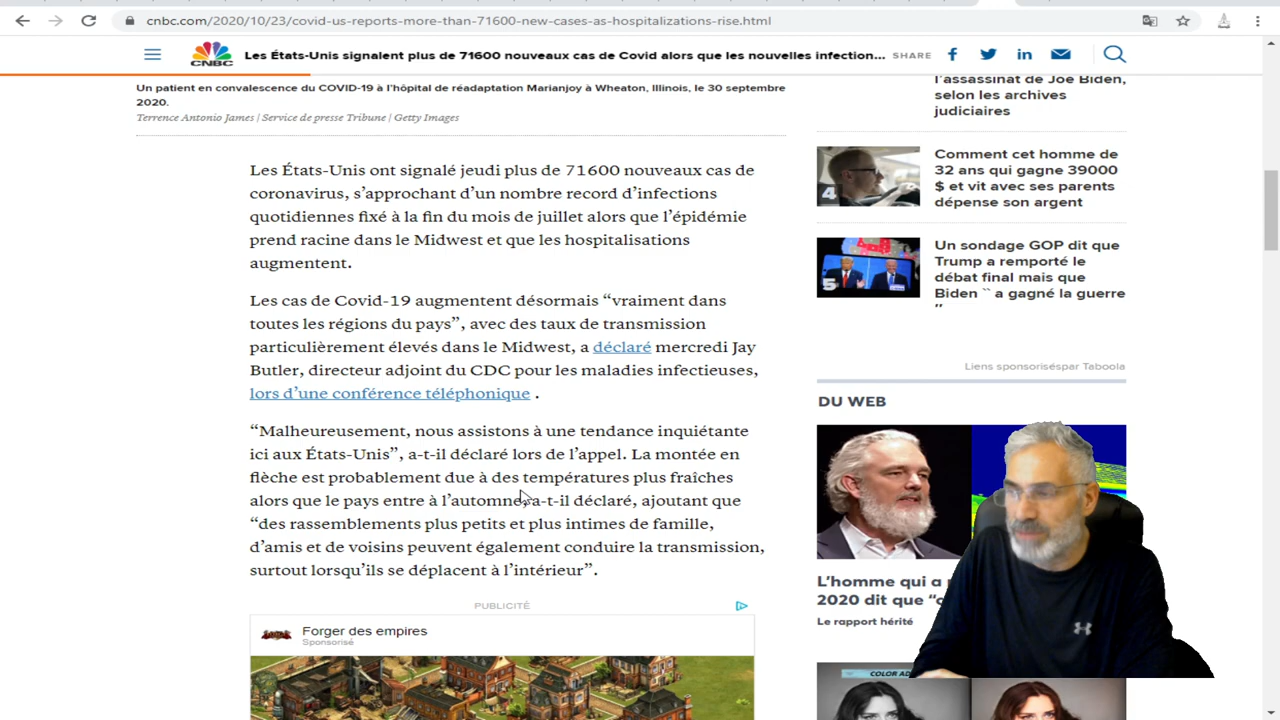 cnbc.com/2020/10/23/covid-us-reports-more-than-71600-new-cases-as-hospitalizations-rise.html
CNBC
Les États-Unis signalent plus de 71600 nouveaux cas de Covid alors que les nouvelles infection...
SHARE
Un patient en convalescence du COVID-19 à l'hôpital de réadaptation Marianjoy à Wheaton, Illinois, le 30 septembre
2020.
Terrence Antonio James | Service de presse Tribune | Getty Images
Les États-Unis ont signalé jeudi plus de 71600 nouveaux cas de
coronavirus, s’approchant d’un nombre record d’infections
quotidiennes fixé à la fin du mois de juillet alors que l’épidémie
prend racine dans le Midwest et que les hospitalisations
augmentent.
Les cas de Covid-19 augmentent désormais “vraiment dans
toutes les régions du pays”, avec des taux de transmission
particulièrement élevés dans le Midwest, a déclaré mercredi Jay
Butler, directeur adjoint du CDC pour les maladies infectieuses,
lors d’une conférence téléphonique .
“Malheureusement, nous assistons à une tendance inquiétante
ici aux États-Unis”, a-t-il déclaré lors de l’appel. La montée en
flèche est probablement due à des températures plus fraîches
alors que le pays entre à l’automne, a-t-il déclaré, ajoutant que
“des rassemblements plus petits et plus intimes de famille,
d’amis et de voisins peuvent également conduire la transmission,
surtout lorsqu’ils se déplacent à l’intérieur”.
PUBLICITÉ
Forger des empires
Sponsorisé
l'assassinat de Joe Biden,
selon les archives
judiciaires
4
Comment cet homme de
32 ans qui gagne 39000
$ et vit avec ses parents
dépense son argent
5
Un sondage GOP dit que
Trump a remporté le
débat final mais que
Biden `` a gagné la guerre
''
Liens sponsoriséspar Taboola
DU WEB
L'homme qui a
2020 dit que “
Le rapport hérité
COLOR